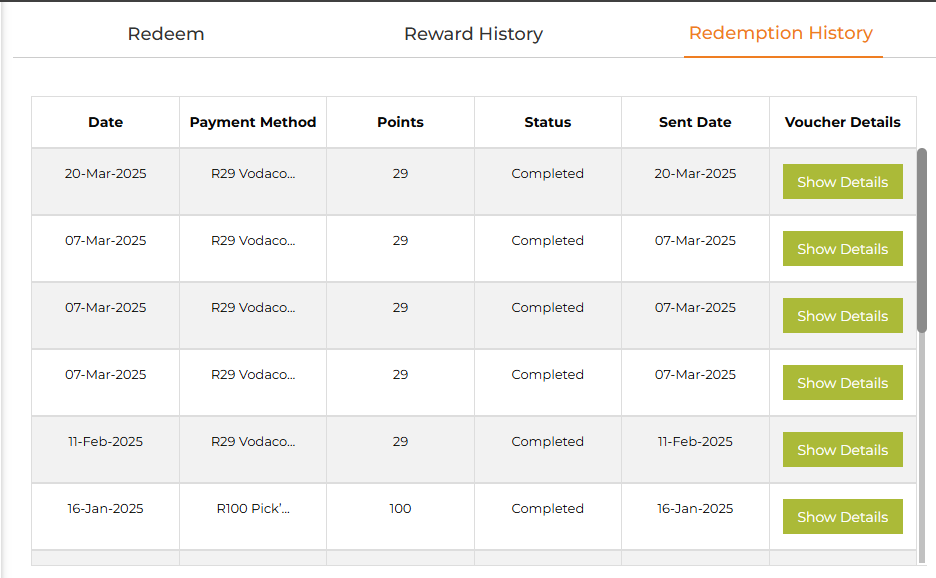 Redeem Reward History Redemption History
Date Payment Method Points Status Sent Date Voucher Details
20-Mar-2025 R29 Vodaco... 29 Completed 20-Mar-2025 Show Details
07-Mar-2025 R29 Vodaco... 29 Completed 07-Mar-2025 Show Details
07-Mar-2025 R29 Vodaco... 29 Completed 07-Mar-2025 Show Details
07-Mar-2025 R29 Vodaco... 29 Completed 07-Mar-2025 Show Details
11-Feb-2025 R29 Vodaco... 29 Completed 11-Feb-2025 Show Details
16-Jan-2025 R100 Pick’... 100 Completed 16-Jan-2025 Show Details